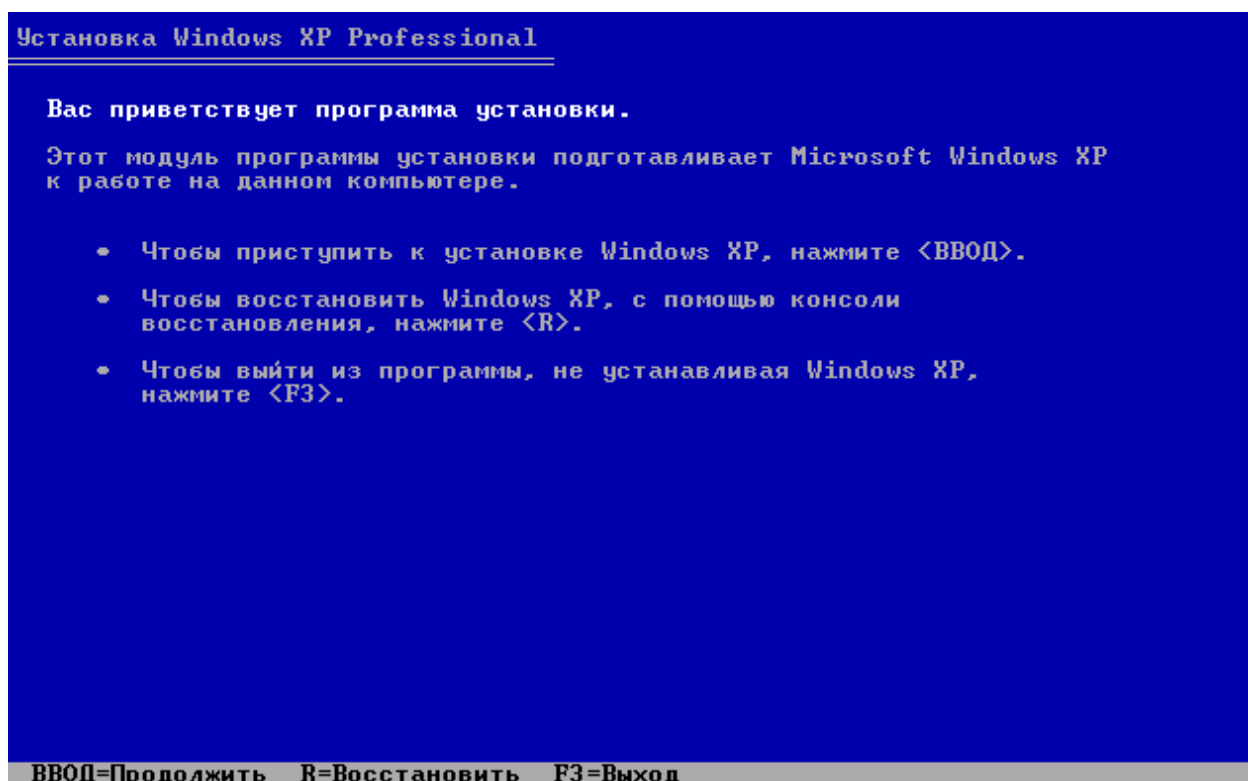 Установка Windows XP Professional
Вас приветствует программа установки.
Этот модуль программы установки подготавливает Microsoft Windows XP
к работе на данном компьютере.
• Чтобы приступить к установке Windows XP, нажмите <ВВОД>.
• Чтобы восстановить Windows XP, с помощью консоли
восстановления, нажмите <R>.
• Чтобы выйти из программы, не устанавливая Windows XP,
нажмите <F3>.
ВВОД=Продолжить R=Восстановить F3=Выход